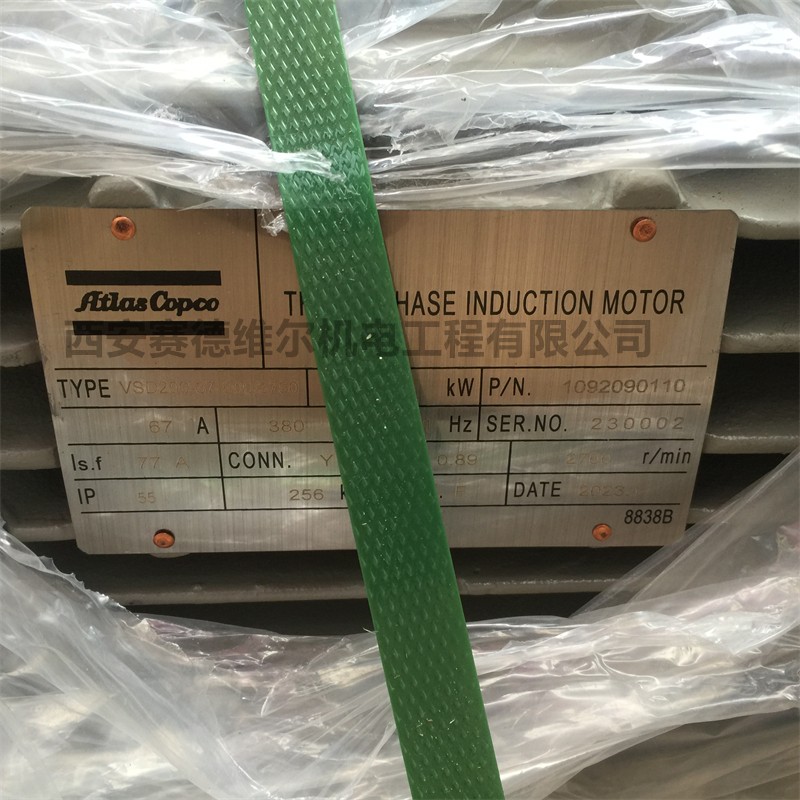 Atlas Copco
HASE INDUCTION MOTOR
西安赛德维尔机电工程有限公司
TYPE kW P/N. 1092090110
67 A 380 Hz SER.NO. 230002
Is.f 77 A CONN. Y 0.89 r/min
IP 55 256 F DATE 2023
8838B